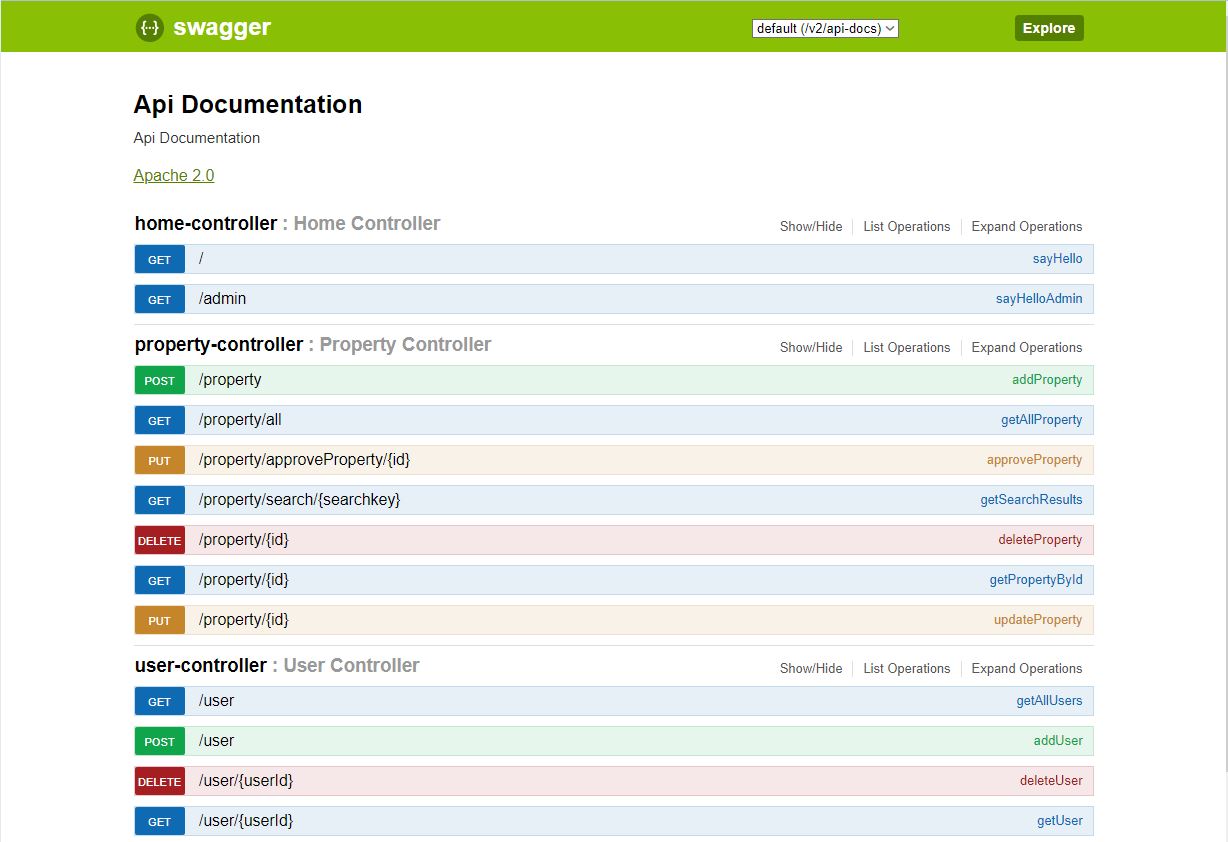 {···} swagger default (/v2/api-docs) Explore
Api Documentation
Api Documentation
Apache 2.0
home-controller : Home Controller Show/Hide List Operations Expand Operations
GET / sayHello
GET /admin sayHelloAdmin
property-controller : Property Controller Show/Hide List Operations Expand Operations
POST /property addProperty
GET /property/all getAllProperty
PUT /property/approveProperty/{id} approveProperty
GET /property/search/{searchkey} getSearchResults
DELETE /property/{id} deleteProperty
GET /property/{id} getPropertyById
PUT /property/{id} updateProperty
user-controller : User Controller Show/Hide List Operations Expand Operations
GET /user getAllUsers
POST /user addUser
DELETE /user/{userId} deleteUser
GET /user/{userId} getUser